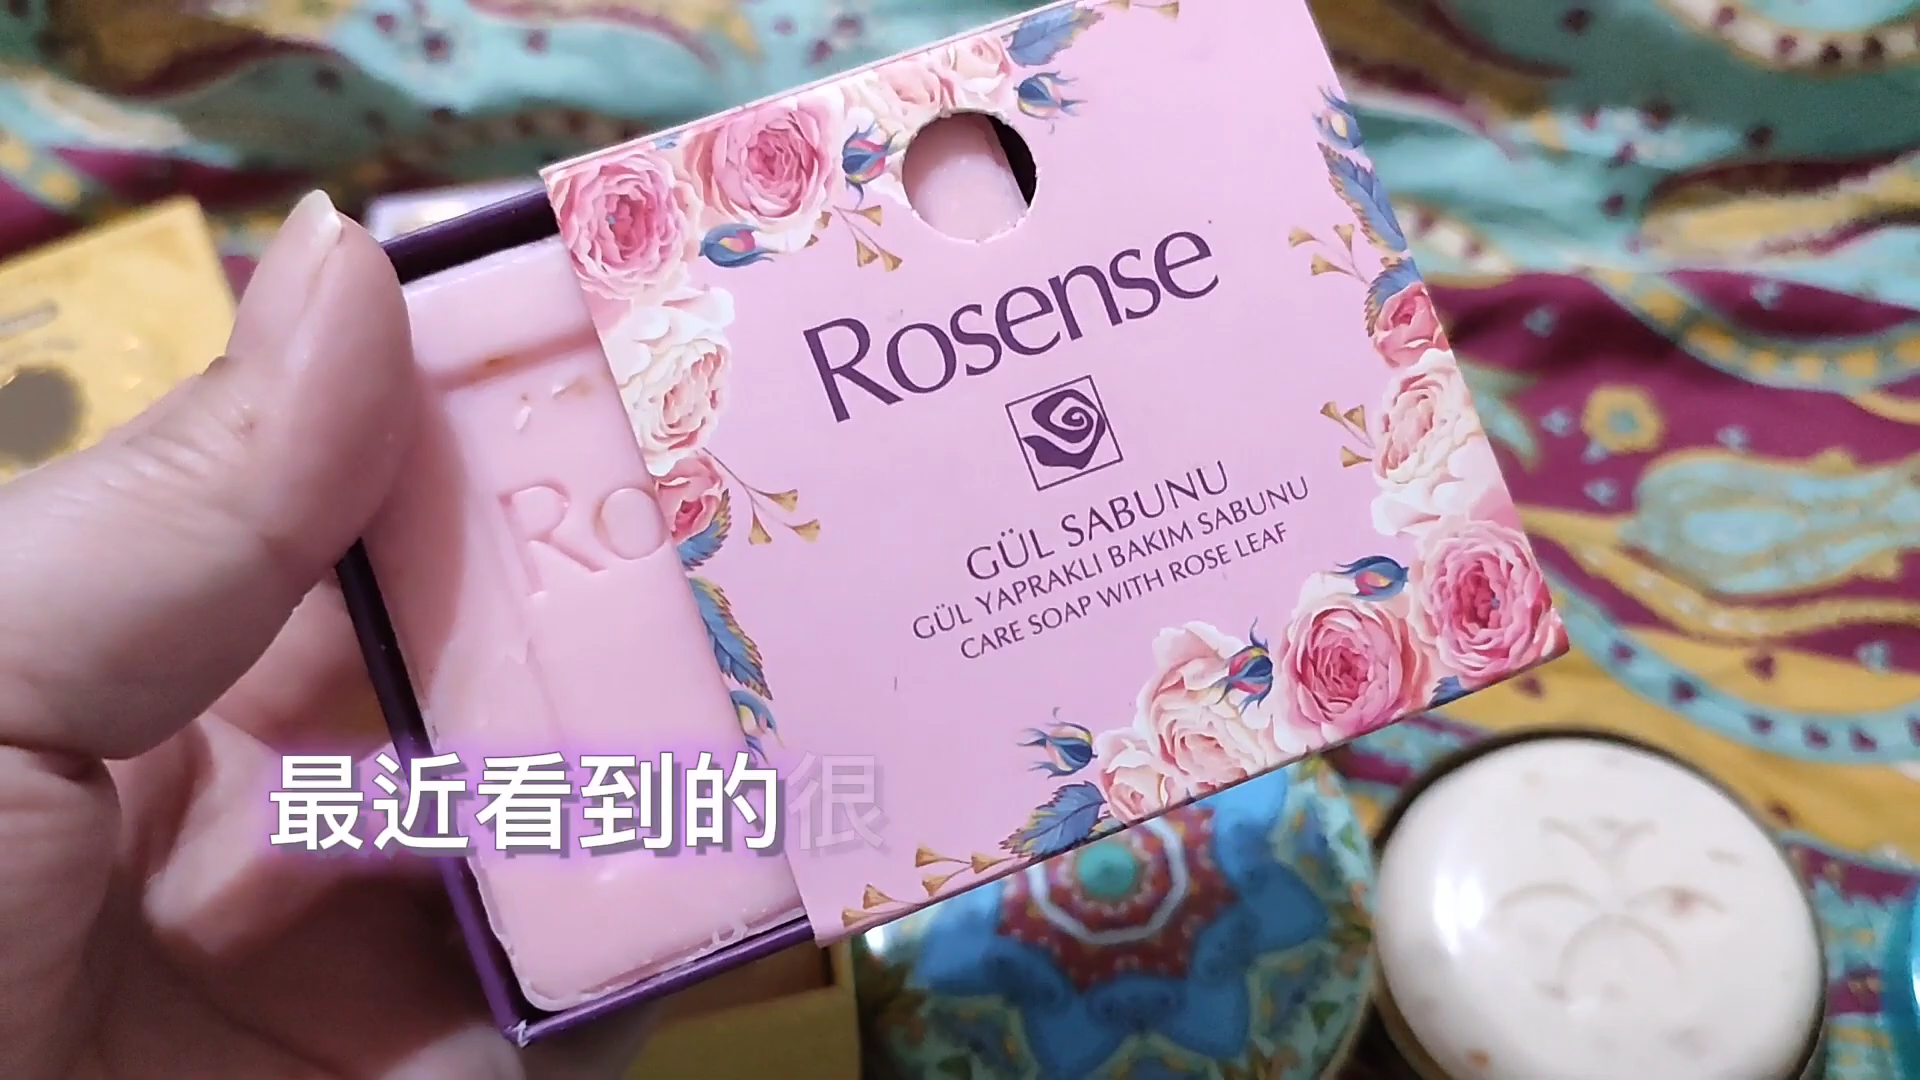 Rosense
GÜL SABUNU
GÜL YAPRAKLI BAKIM SABUNU
CARE SOAP WITH ROSE LEAF
Ro
最近看到的很